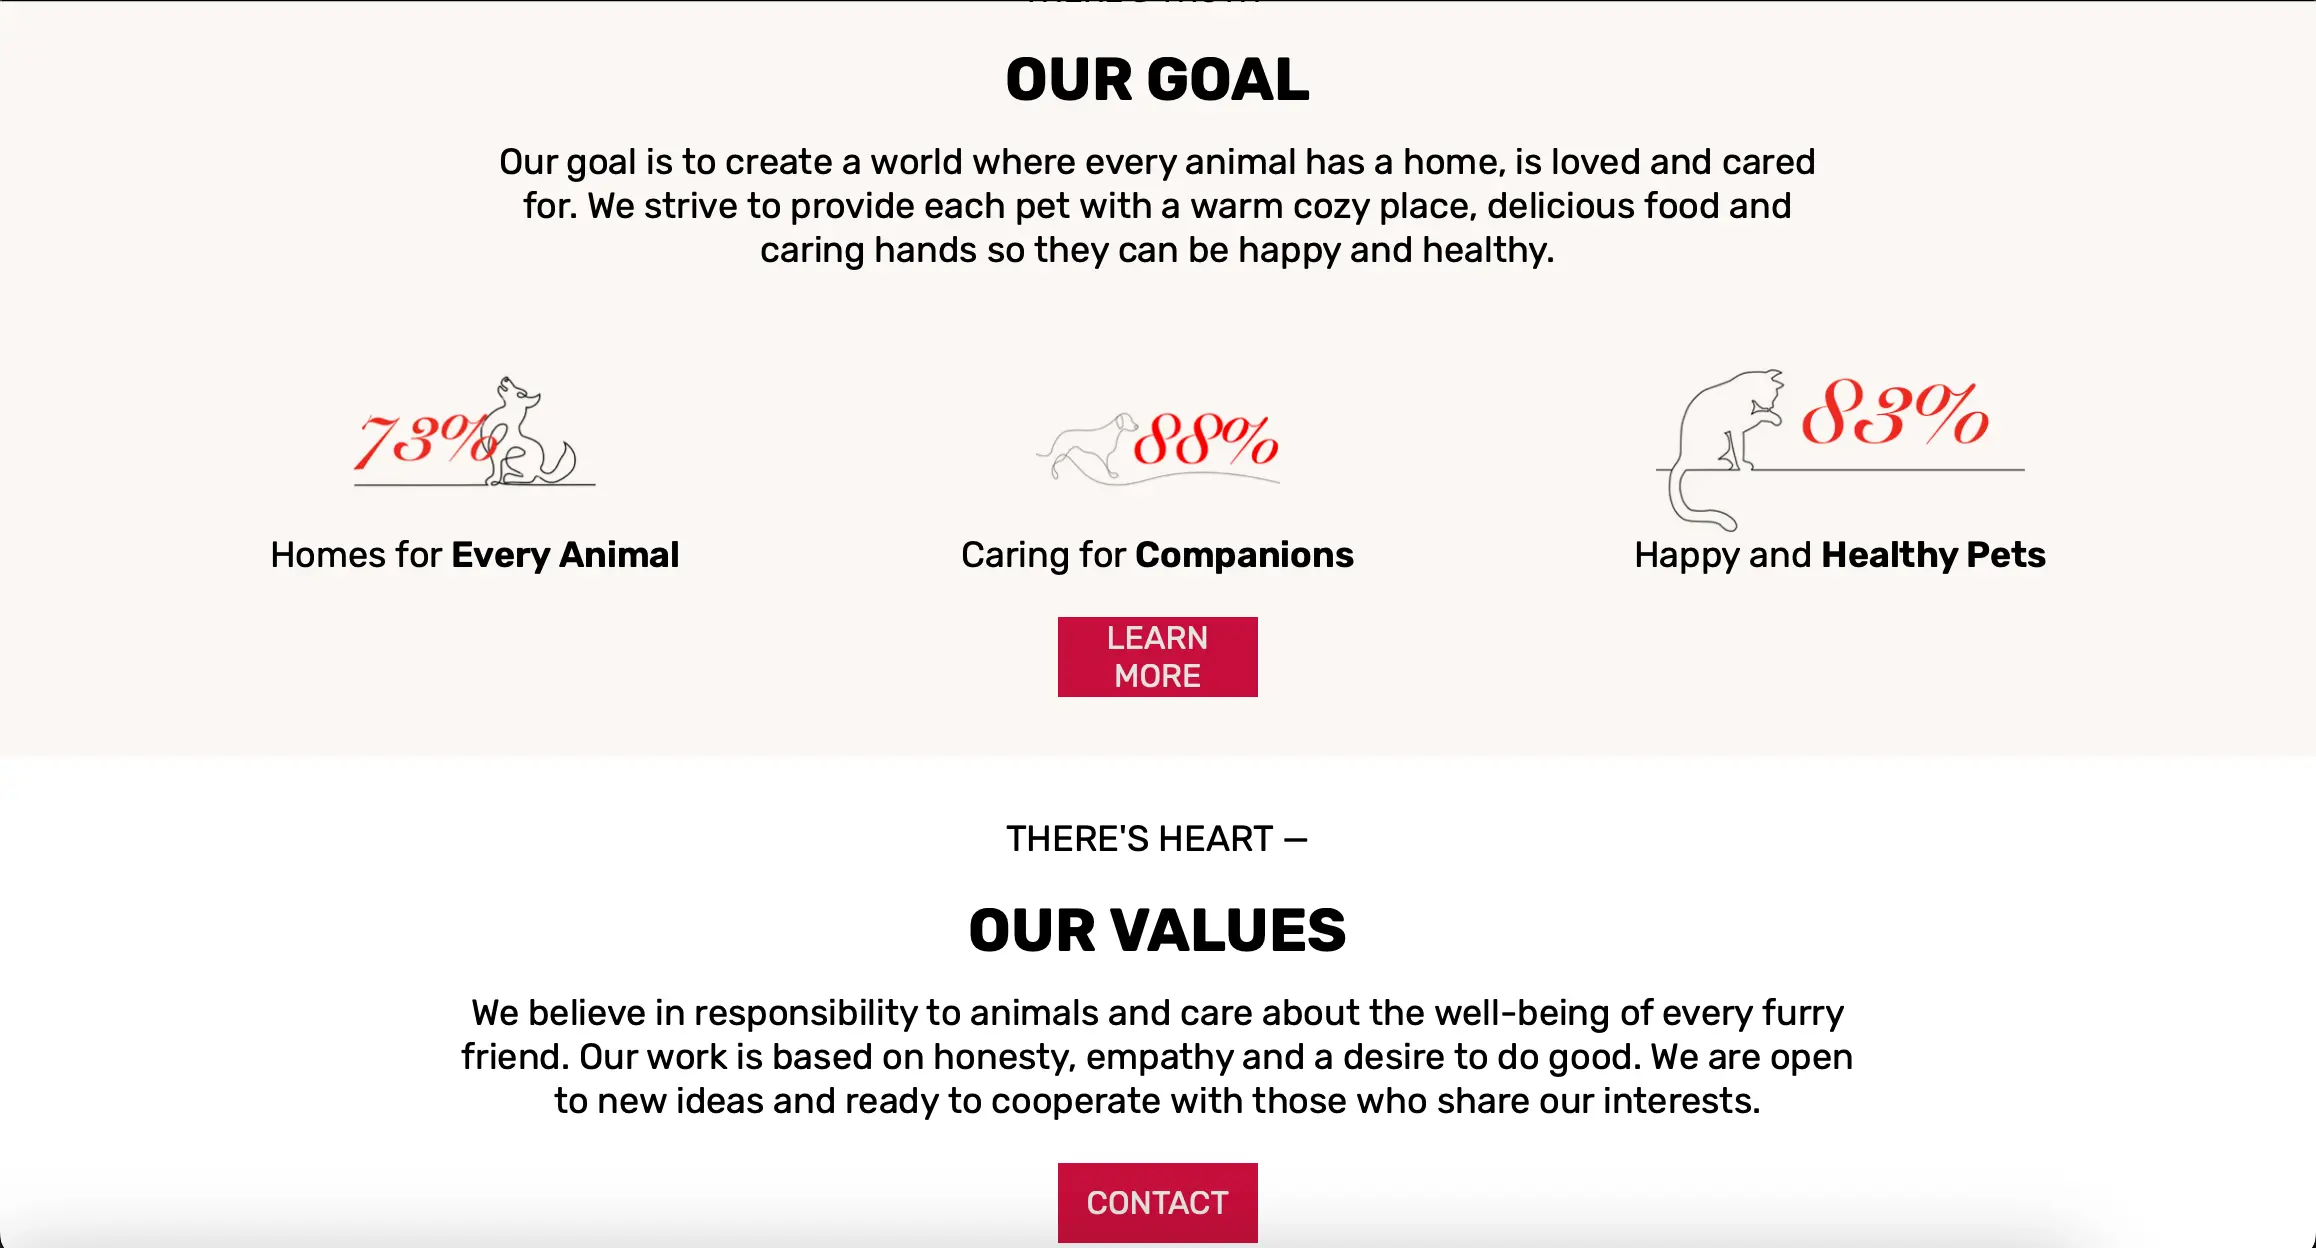 OUR GOAL
Our goal is to create a world where every animal has a home, is loved and cared
for. We strive to provide each pet with a warm cozy place, delicious food and
caring hands so they can be happy and healthy.
73%
88%
83%
Homes for Every Animal
Caring for Companions
Happy and Healthy Pets
LEARN
MORE
THERE'S HEART —
OUR VALUES
We believe in responsibility to animals and care about the well-being of every furry
friend. Our work is based on honesty, empathy and a desire to do good. We are open
to new ideas and ready to cooperate with those who share our interests.
CONTACT